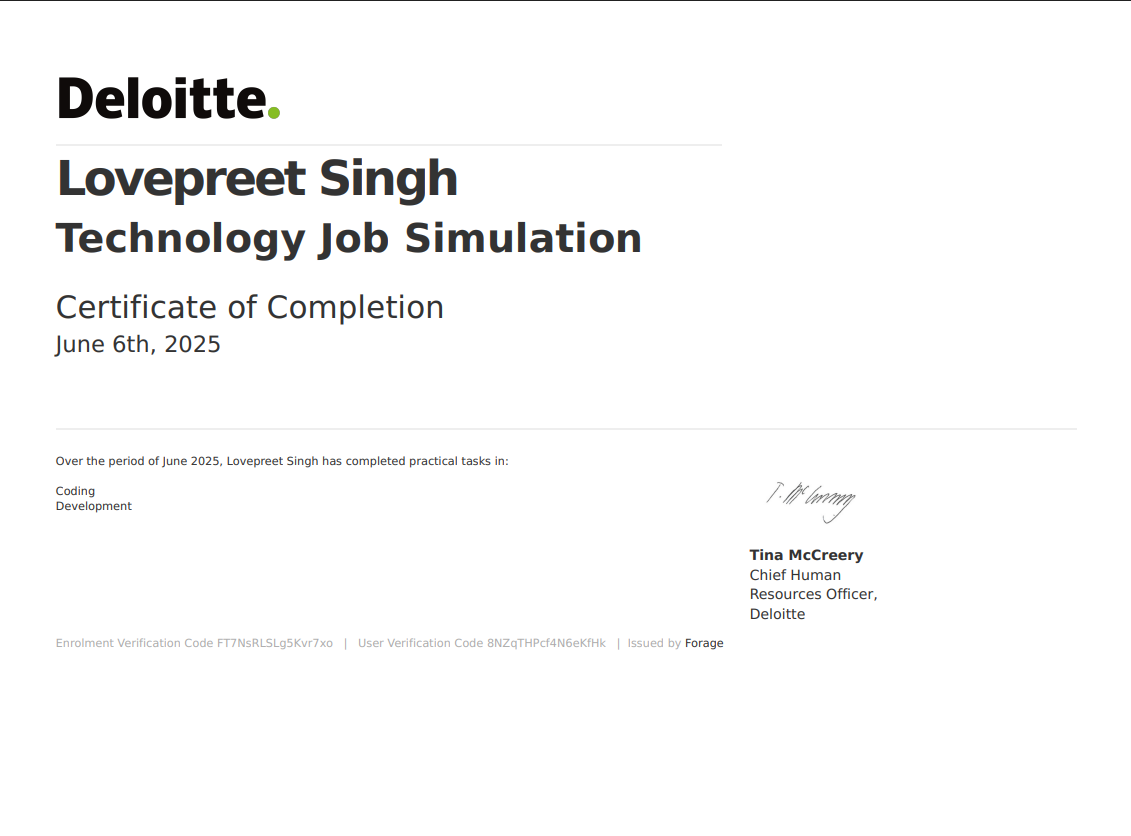 Deloitte.
Lovepreet Singh
Technology Job Simulation
Certificate of Completion
June 6th, 2025
Over the period of June 2025, Lovepreet Singh has completed practical tasks in:
Coding
Development
T. McCreery
Tina McCreery
Chief Human
Resources Officer,
Deloitte
Enrolment Verification Code FT7NsRLSLg5Kvr7xo | User Verification Code 8NZqTHPcf4N6eKfHk | Issued by Forage